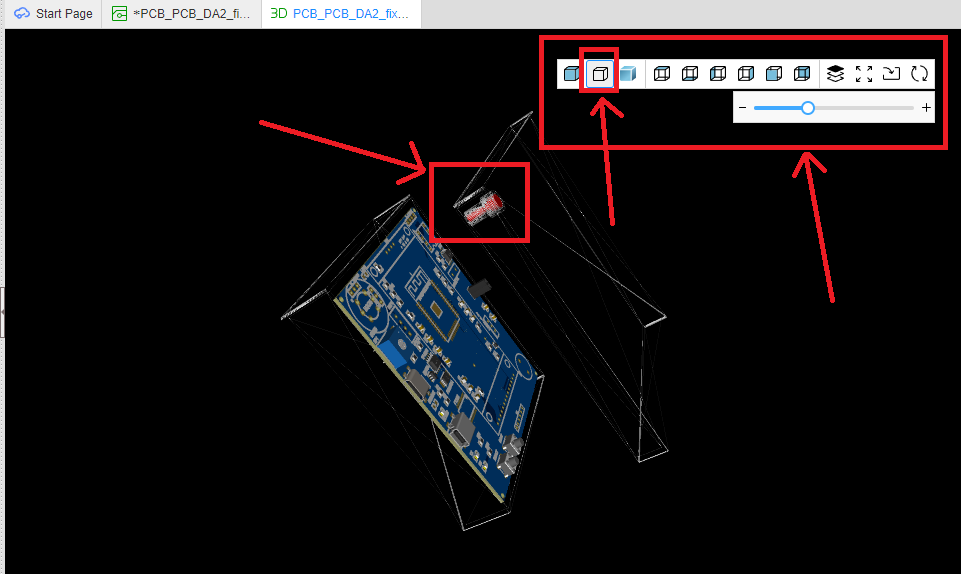 Start Page
*PCB_PCB_DA2_fi...
3D PCB_PCB_DA2_fix...